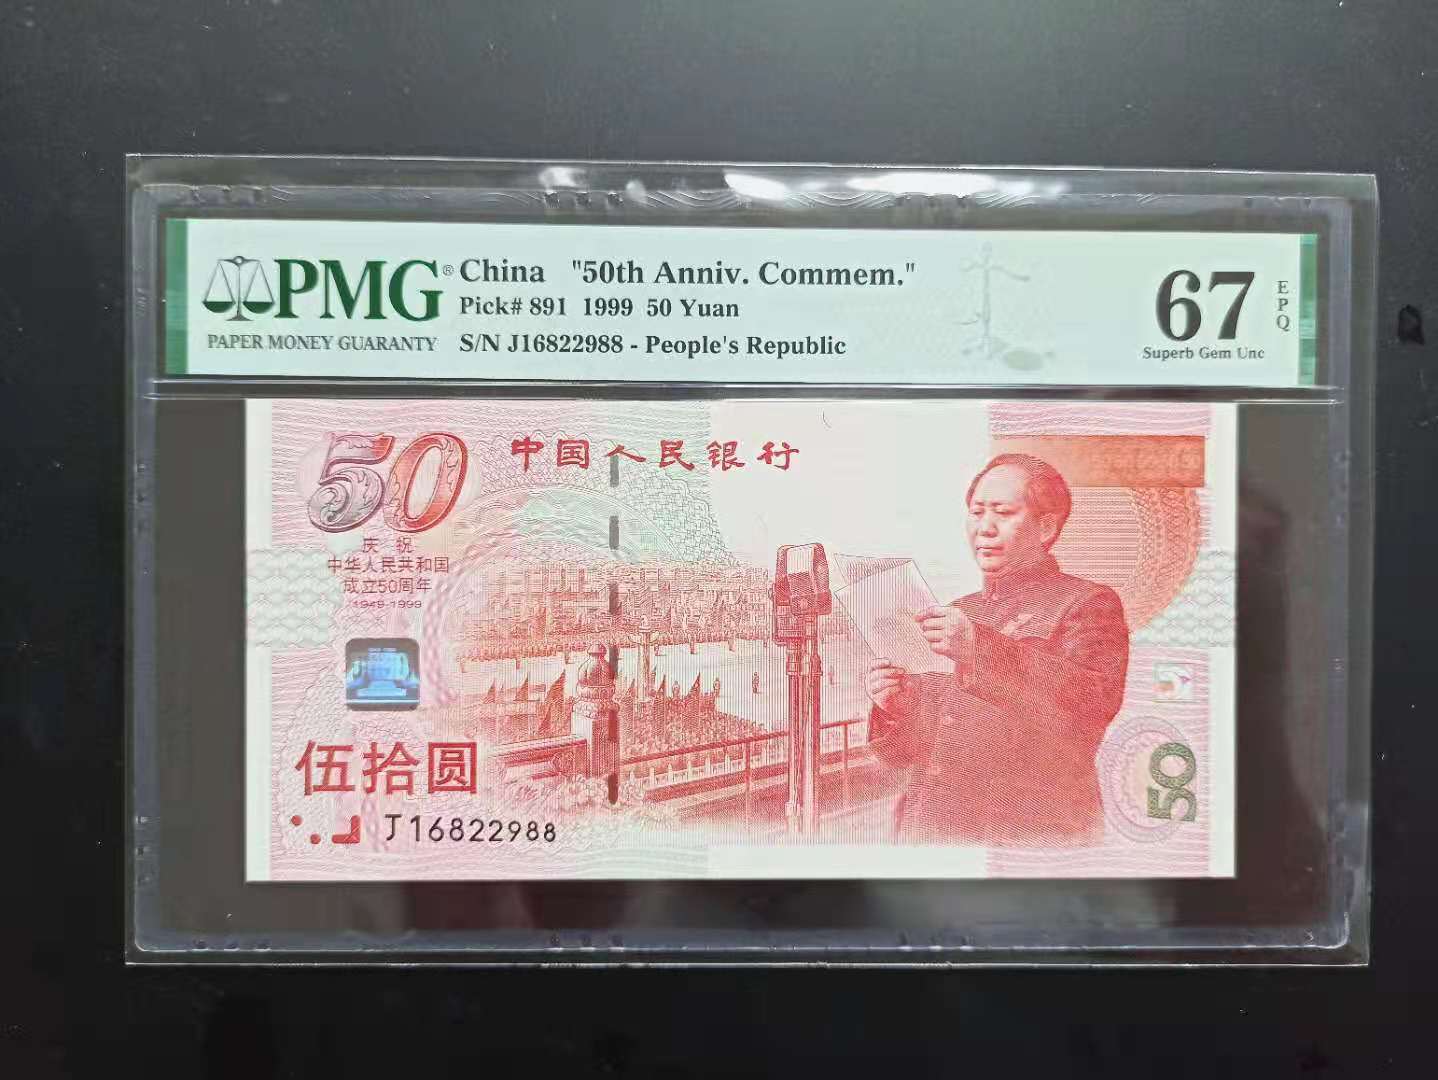 PMG® China "50th Anniv. Commem."
Pick# 891 1999 50 Yuan
PAPER MONEY GUARANTY S/N J16822988 - People's Republic
67
EPQ
Superb Gem Unc
50
中国人民银行
庆祝
中华人民共和国
成立50周年
1949-1999
伍拾圆
J16822988
50